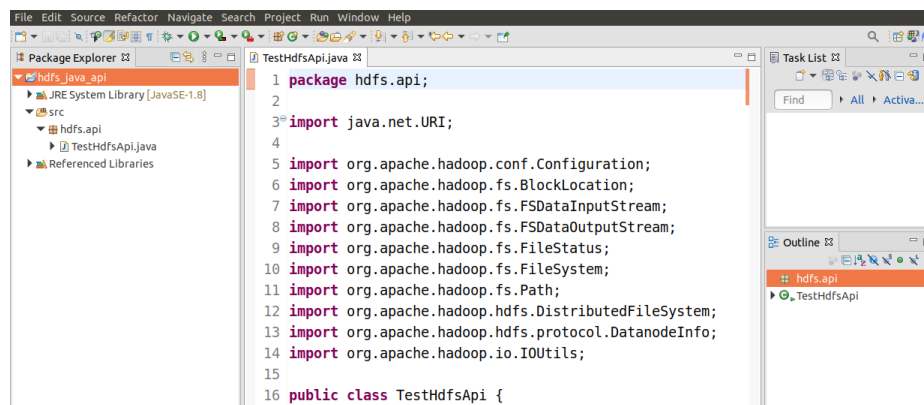 File Edit Source Refactor Navigate Search Project Run Window Help
Package Explorer
hdfs_java_api
JRE System Library [JavaSE-1.8]
src
hdfs.api
TestHdfsApi.java
Referenced Libraries
TestHdfsApi.java
1 package hdfs.api;
2
3 import java.net.URI;
4
5 import org.apache.hadoop.conf.Configuration;
6 import org.apache.hadoop.fs.BlockLocation;
7 import org.apache.hadoop.fs.FSDataInputStream;
8 import org.apache.hadoop.fs.FSDataOutputStream;
9 import org.apache.hadoop.fs.FileStatus;
10 import org.apache.hadoop.fs.FileSystem;
11 import org.apache.hadoop.fs.Path;
12 import org.apache.hadoop.hdfs.DistributedFileSystem;
13 import org.apache.hadoop.hdfs.protocol.DatanodeInfo;
14 import org.apache.hadoop.io.IOUtils;
15
16 public class TestHdfsApi {
Task List
Find All Activa...
Outline
hdfs.api
TestHdfsApi